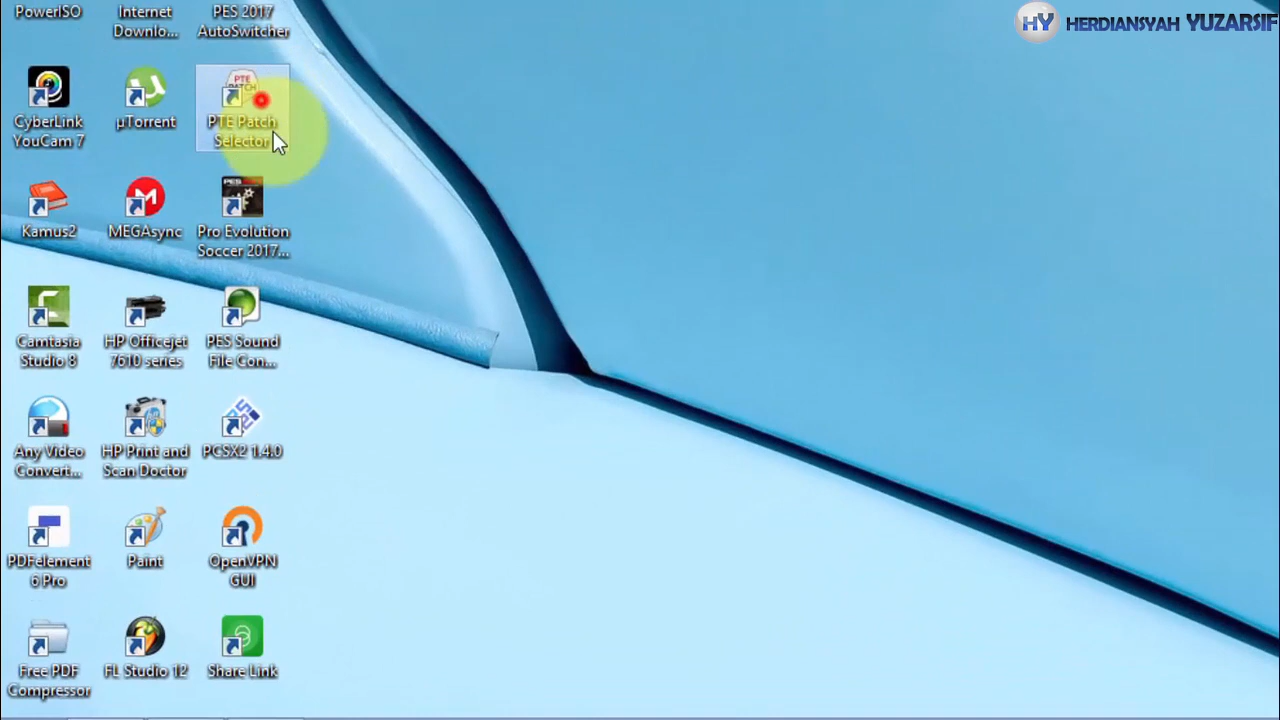 PowerISO
Internet
Downlo...
PES 2017
AutoSwitcher
HY HERDIANSYAH YUZARSIF
CyberLink
YouCam 7
µTorrent
PTE
PATCH
PTE Patch
Selector
Kamus2
MEGAsync
PES
Pro Evolution
Soccer 2017...
Camtasia
Studio 8
HP Officejet
7610 series
PES Sound
File Con...
Any Video
Convert...
HP Print and
Scan Doctor
PCSX2 1.4.0
PDFelement
6 Pro
Paint
OpenVPN
GUI
Free PDF
Compressor
FL Studio 12
Share Link